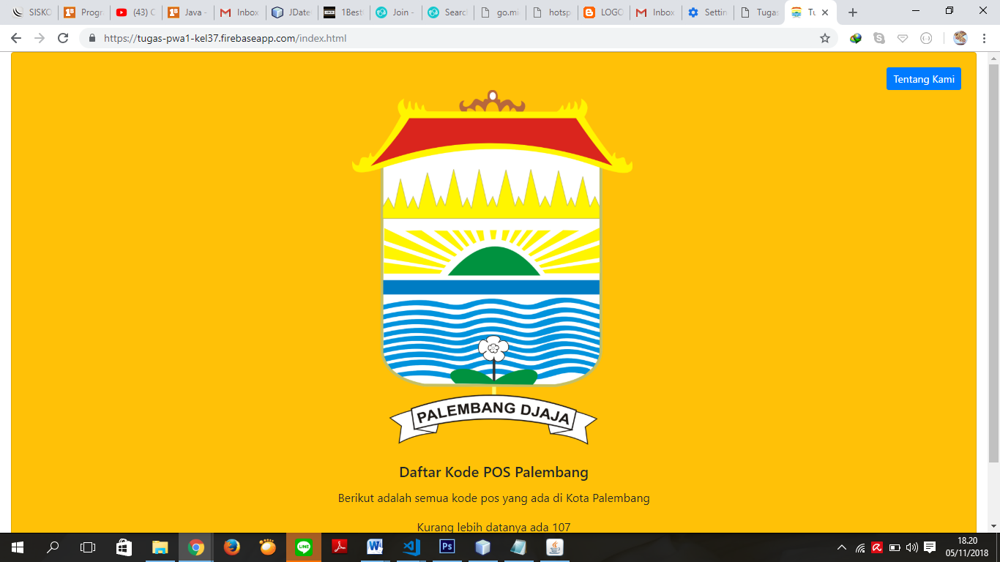 SISKO
Progra
Java -
(43) C
Inbox
JDate
1Best
Join -
Searc
go.mi
hotsp
LOGO
Inbox
Settin
Tugas
Tu
https://tugas-pwa1-kel37.firebaseapp.com/index.html
Tentang Kami
PALEMBANG DJAJA
Daftar Kode POS Palembang
Berikut adalah semua kode pos yang ada di Kota Palembang
Kurang lebih datanya ada 107
18.20
05/11/2018